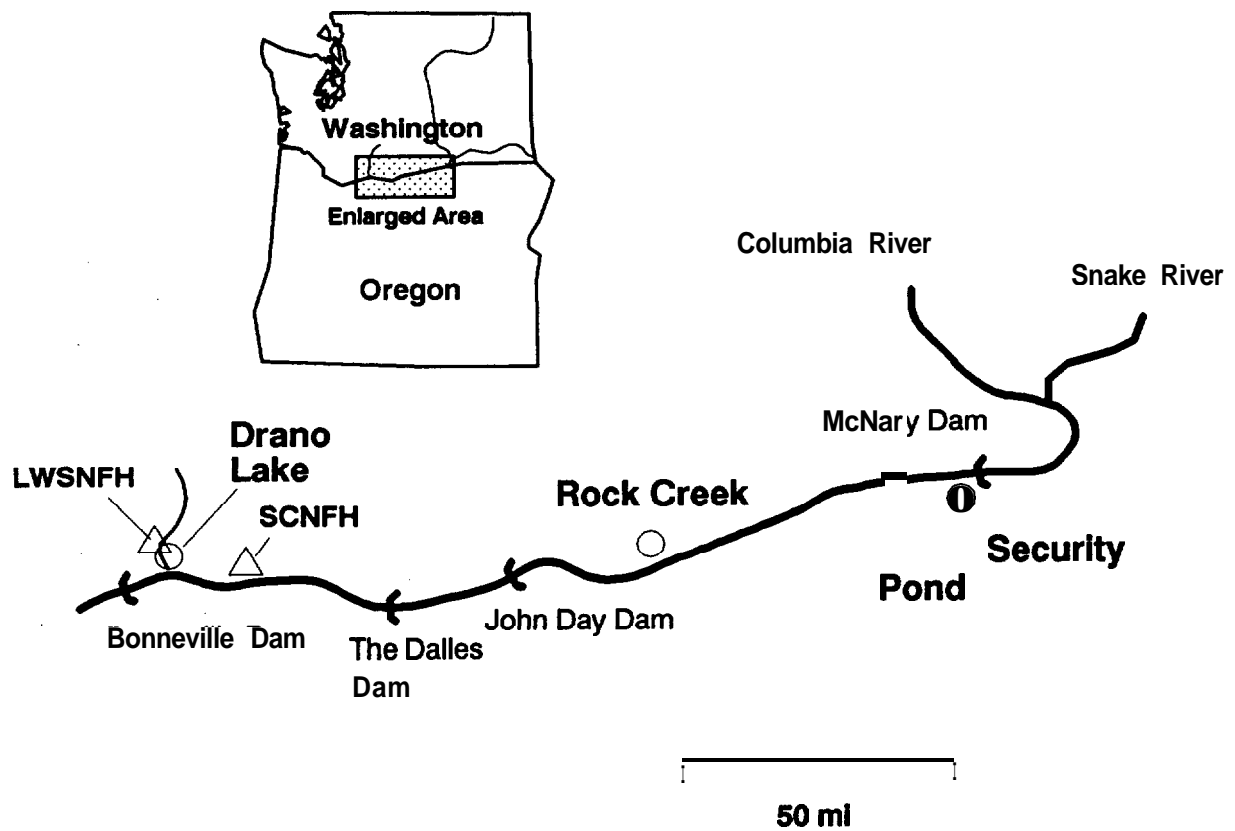 Washington
Enlarged Area
Oregon
Columbia River
Snake River
McNary Dam
Drano
Lake
LWSNFH
SCNFH
Rock Creek
Security
Pond
John Day Dam
Bonneville Dam
The Dalles
Dam
50 mi